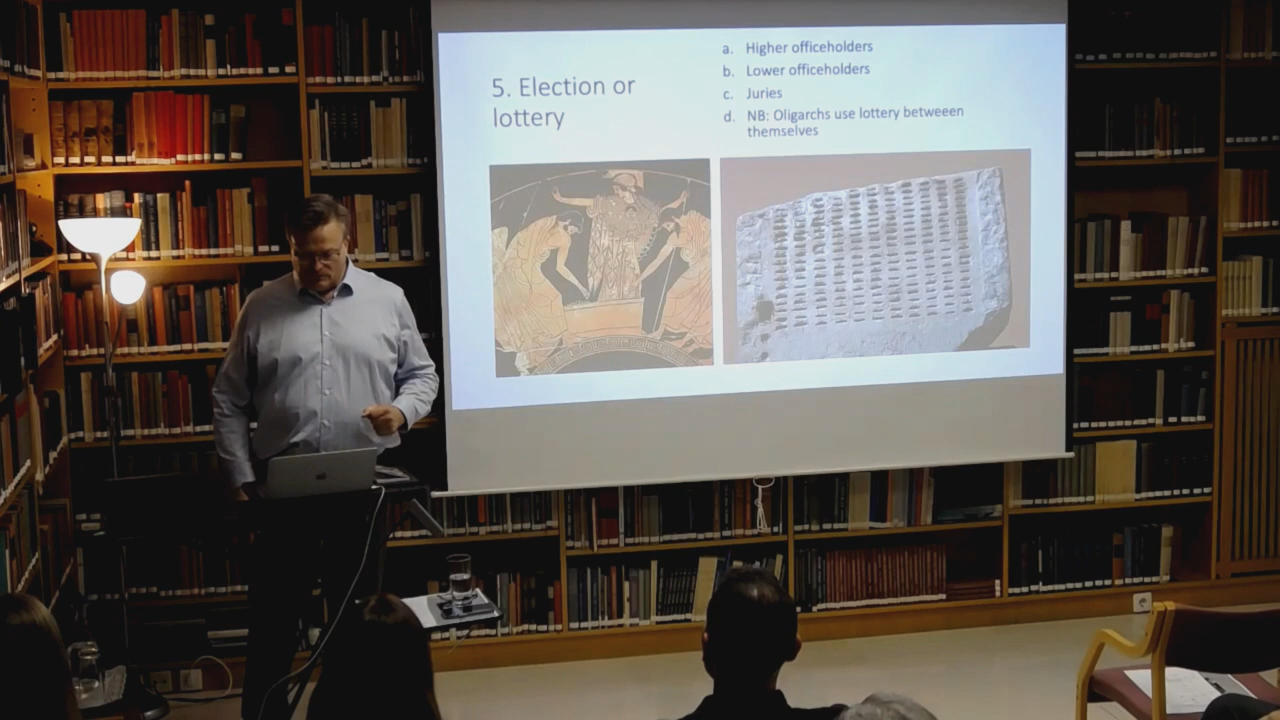 5. Election or
lottery
a. Higher officeholders
b. Lower officeholders
c. Juries
d. NB: Oligarchs use lottery betweeen
themselves